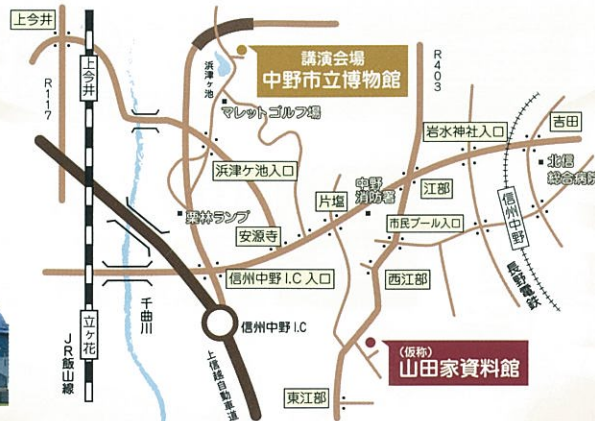 上今井
R117
上今井
浜津ヶ池
講演会場
中野市立博物館
R403
マレットゴルフ場
岩水神社入口
吉田
北信
総合病院
浜津ヶ池入口
中野
消防署
江部
片塩
信州中野
栗林ランプ
安源寺
市民プール入口
長野電鉄
信州中野I.C入口
西江部
千曲川
立ヶ花
信州中野I.C
JR飯山線
上信越自動車道
(仮称)
山田家資料館
東江部